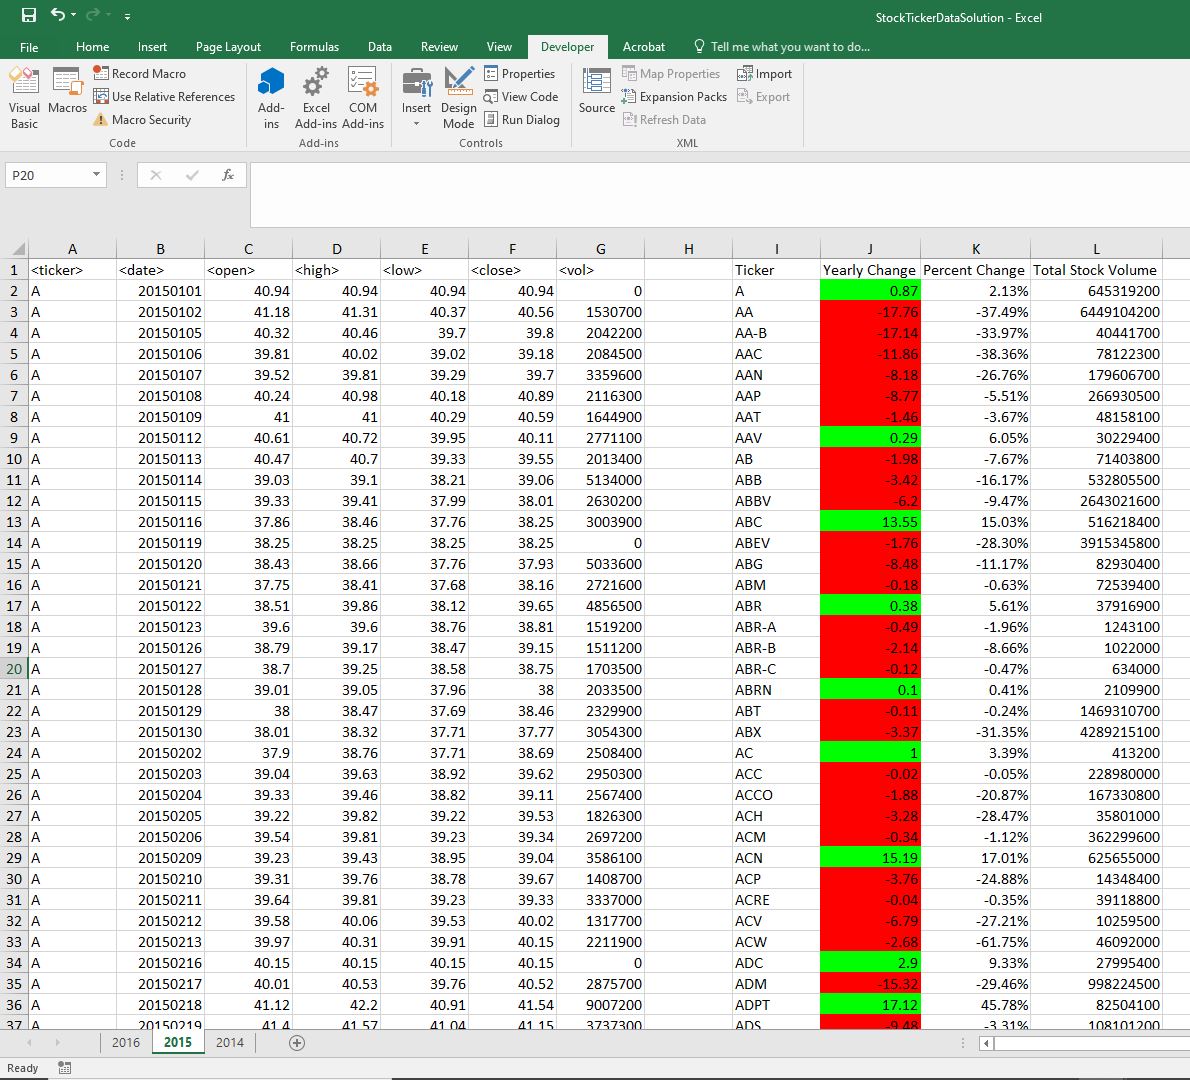 StockTickerDataSolution - Excel
File Home Insert Page Layout Formulas Data Review View Developer Acrobat Tell me what you want to do...
Visual Basic
Macros
Record Macro
Use Relative References
Macro Security
Code
Add-ins
Excel Add-ins
COM Add-ins
Add-ins
Insert
Design Mode
Properties
View Code
Run Dialog
Controls
Source
Map Properties
Expansion Packs
Refresh Data
Import
Export
XML
P20 fx
A B C D E F G H I J K L
1 <ticker> <date> <open> <high> <low> <close> <vol> Ticker Yearly Change Percent Change Total Stock Volume
2 A 20150101 40.94 40.94 40.94 40.94 0 A 0.87 2.13% 645319200
3 A 20150102 41.18 41.31 40.37 40.56 1530700 AA -17.76 -37.49% 6449104200
4 A 20150105 40.32 40.46 39.7 39.8 2042200 AA-B -17.14 -33.97% 40441700
5 A 20150106 39.81 40.02 39.02 39.18 2084500 AAC -11.86 -38.36% 78122300
6 A 20150107 39.52 39.81 39.29 39.7 3359600 AAN -8.18 -26.76% 179606700
7 A 20150108 40.24 40.98 40.18 40.89 2116300 AAP -8.77 -5.51% 266930500
8 A 20150109 41 41 40.29 40.59 1644900 AAT -1.46 -3.67% 48158100
9 A 20150112 40.61 40.72 39.95 40.11 2771100 AAV 0.29 6.05% 30229400
10 A 20150113 40.47 40.7 39.33 39.55 2013400 AB -1.98 -7.67% 71403800
11 A 20150114 39.03 39.1 38.21 39.06 5134000 ABB -3.42 -16.17% 532805500
12 A 20150115 39.33 39.41 37.99 38.01 2630200 ABBV -6.2 -9.47% 2643021600
13 A 20150116 37.86 38.46 37.76 38.25 3003900 ABC 13.55 15.03% 516218400
14 A 20150119 38.25 38.25 38.25 38.25 0 ABEV -1.76 -28.30% 3915345800
15 A 20150120 38.43 38.66 37.76 37.93 5033600 ABG -8.48 -11.17% 82930400
16 A 20150121 37.75 38.41 37.68 38.16 2721600 ABM -0.18 -0.63% 72539400
17 A 20150122 38.51 39.86 38.12 39.65 4856500 ABR 0.38 5.61% 37916900
18 A 20150123 39.6 39.6 38.76 38.81 1519200 ABR-A -0.49 -1.96% 1243100
19 A 20150126 38.79 39.17 38.47 39.15 1511200 ABR-B -2.14 -8.66% 1022000
20 A 20150127 38.7 39.25 38.58 38.75 1703500 ABR-C -0.12 -0.47% 634000
21 A 20150128 39.01 39.05 37.96 38 2033500 ABRN 0.1 0.41% 2109900
22 A 20150129 38 38.47 37.69 38.46 2329900 ABT -0.11 -0.24% 1469310700
23 A 20150130 38.01 38.32 37.71 37.77 3054300 ABX -3.37 -31.35% 4289215100
24 A 20150202 37.9 38.76 37.71 38.69 2508400 AC 1 3.39% 413200
25 A 20150203 39.04 39.63 38.92 39.62 2950300 ACC -0.02 -0.05% 228980000
26 A 20150204 39.33 39.46 38.82 39.11 2567400 ACCO -1.88 -20.87% 167330800
27 A 20150205 39.22 39.82 39.22 39.53 1826300 ACH -3.28 -28.47% 35801000
28 A 20150206 39.54 39.81 39.23 39.34 2697200 ACM -0.34 -1.12% 362299600
29 A 20150209 39.23 39.43 38.95 39.04 3586100 ACN 15.19 17.01% 625655000
30 A 20150210 39.31 39.76 38.78 39.67 1408700 ACP -3.76 -24.88% 14348400
31 A 20150211 39.64 39.81 39.23 39.33 3337000 ACRE -0.04 -0.35% 39118800
32 A 20150212 39.58 40.06 39.53 40.02 1317700 ACV -6.79 -27.21% 10259500
33 A 20150213 39.97 40.31 39.91 40.15 2211900 ACW -2.68 -61.75% 46092000
34 A 20150216 40.15 40.15 40.15 40.15 0 ADC 2.9 9.33% 27995400
35 A 20150217 40.01 40.53 39.76 40.52 2875700 ADM -15.32 -29.46% 998224500
36 A 20150218 41.12 42.2 40.91 41.54 9007200 ADPT 17.12 45.78% 82504100
37 A 20150219 41.4 41.57 41.04 41.15 3737300 ADS -9.48 -3.31% 108101200
2016 2015 2014
Ready